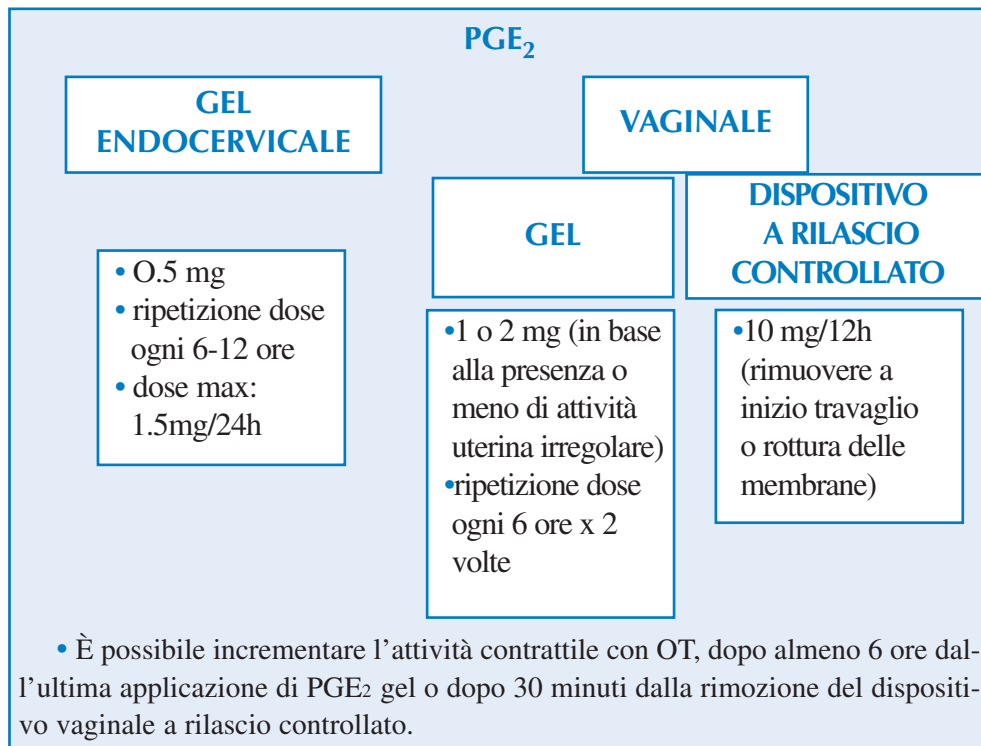 PGE₂
GEL
ENDOCERVICALE
• O.5 mg
• ripetizione dose
ogni 6-12 ore
• dose max:
1.5mg/24h
VAGINALE
GEL
•1 o 2 mg (in base
alla presenza o
meno di attività
uterina irregolare)
•ripetizione dose
ogni 6 ore x 2
volte
DISPOSITIVO
A RILASCIO
CONTROLLATO
•10 mg/12h
(rimuovere a
inizio travaglio
o rottura delle
membrane)
• È possibile incrementare l’attività contrattile con OT, dopo almeno 6 ore dal-
l’ultima applicazione di PGE₂ gel o dopo 30 minuti dalla rimozione del dispositi-
vo vaginale a rilascio controllato.